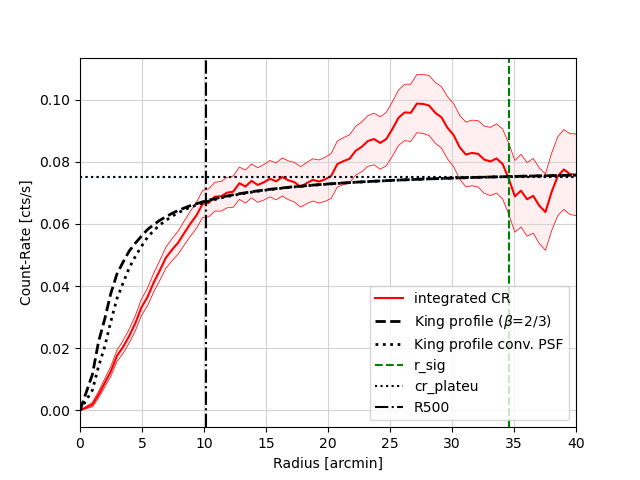 0.10
0.08
0.06
0.04
0.02
0.00
Count-Rate [cts/s]
integrated CR
King profile (β=2/3)
King profile conv. PSF
r_sig
cr_plateu
R500
0 5 10 15 20 25 30 35 40
Radius [arcmin]